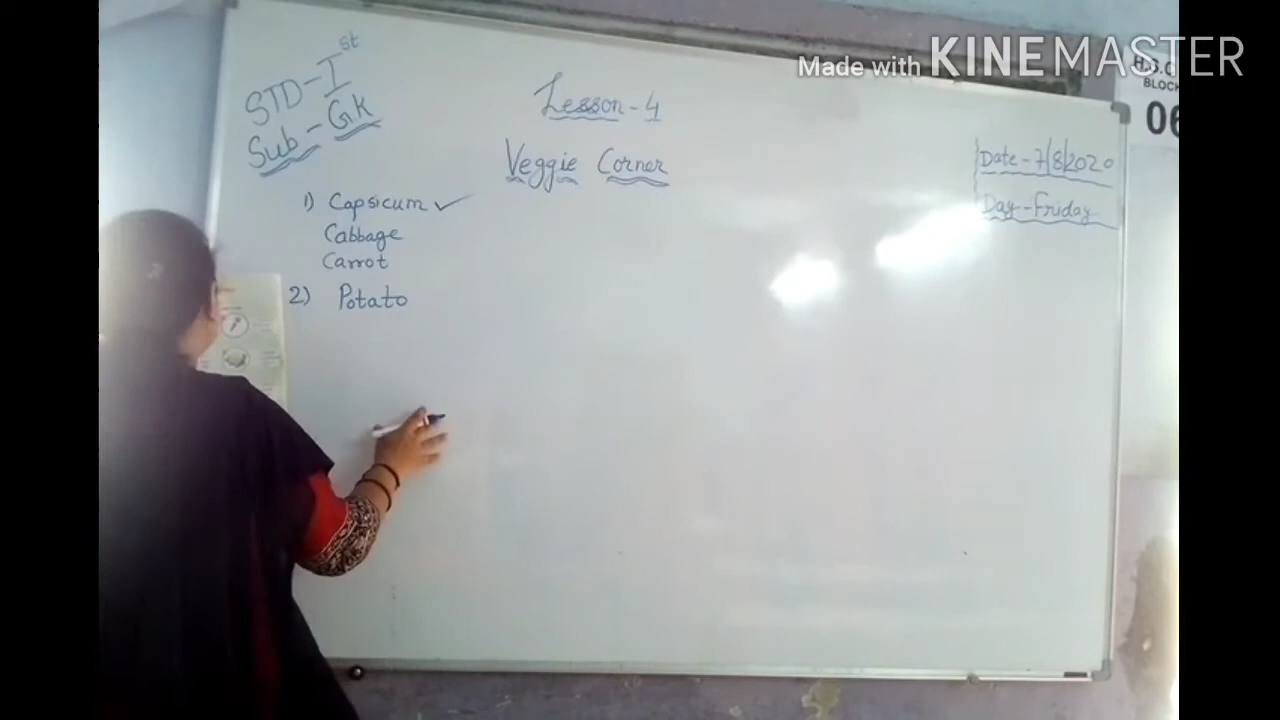 Made with KINEMASTER
STD-Ist
Sub-GK
Lesson-4
Veggie Corner
Date-7/8/2020
Day-Friday
1) Capsicum ✓
Cabbage
Carrot
2) Potato
BLOCK
06